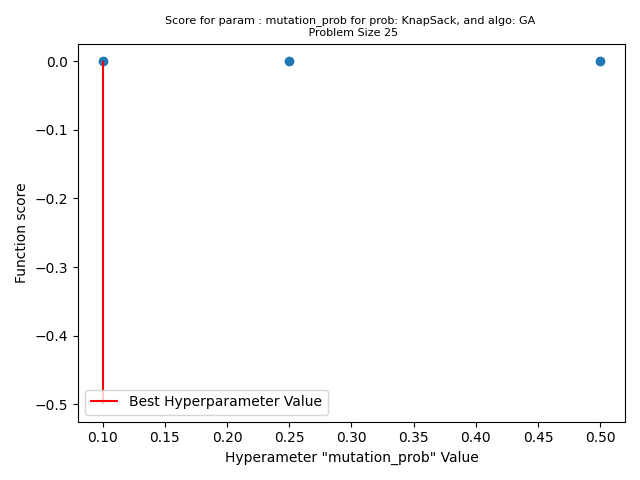 Score for param : mutation_prob for prob: KnapSack, and algo: GA
Problem Size 25
Function score
0.0
−0.1
−0.2
−0.3
−0.4
−0.5
Best Hyperparameter Value
0.10 0.15 0.20 0.25 0.30 0.35 0.40 0.45 0.50
Hyperameter "mutation_prob" Value